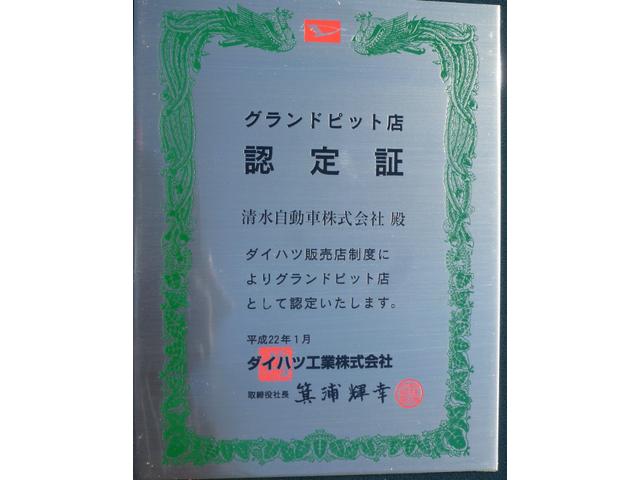 グランドピット店
認定証
清水自動車株式会社 殿
ダイハツ販売店制度に
よりグランドピット店
として認定いたします。
平成22年1月
ダイハツ工業株式会社
取締役社長 箕浦輝幸